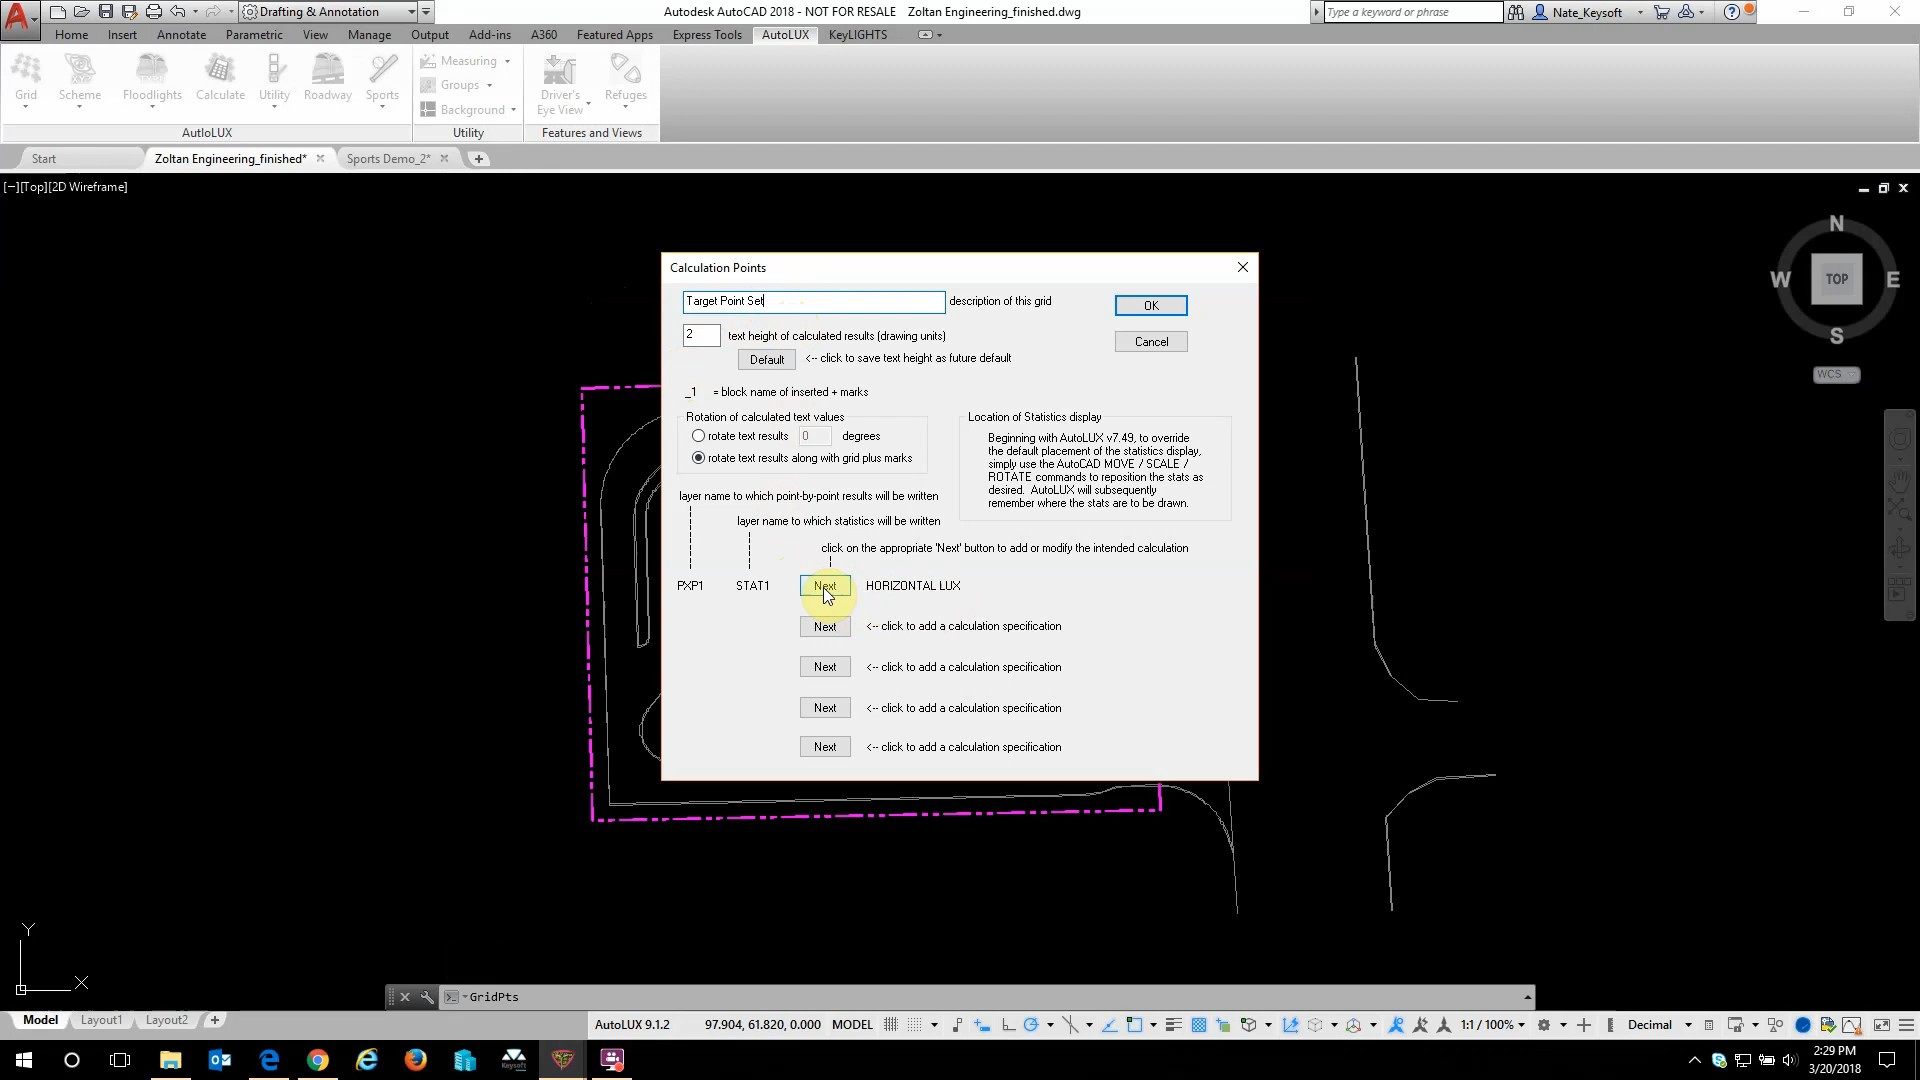 Drafting & Annotation
Autodesk AutoCAD 2018 - NOT FOR RESALE Zoltan Engineering_finished.dwg
Type a keyword or phrase
Nate_Keysoft
Home Insert Annotate Parametric View Manage Output Add-ins A360 Featured Apps Express Tools AutoLUX KeyLIGHTS
Grid
Scheme
Floodlights
Calculate
Utility
Roadway
Sports
Measuring
Groups
Background
Driver's
Eye View
Refuges
AutloLUX
Utility
Features and Views
Start
Zoltan Engineering_finished*
Sports Demo_2*
[−][Top][2D Wireframe]
N
W
TOP
E
S
WCS
Calculation Points
Target Point Set
description of this grid
OK
2
text height of calculated results (drawing units)
Cancel
Default
<-- click to save text height as future default
_1 = block name of inserted + marks
Rotation of calculated text values
rotate text results 0 degrees
rotate text results along with grid plus marks
Location of Statistics display
Beginning with AutoLUX v7.49, to override
the default placement of the statistics display,
simply use the AutoCAD MOVE / SCALE /
ROTATE commands to reposition the stats as
desired. AutoLUX will subsequently
remember where the stats are to be drawn.
layer name to which point-by-point results will be written
layer name to which statistics will be written
click on the appropriate 'Next' button to add or modify the intended calculation
PXP1 STAT1 Next HORIZONTAL LUX
Next <-- click to add a calculation specification
Next <-- click to add a calculation specification
Next <-- click to add a calculation specification
Next <-- click to add a calculation specification
Y
X
GridPts
Model Layout1 Layout2
AutoLUX 9.1.2 97.904, 61.820, 0.000 MODEL
1:1 / 100%
Decimal
Keysoft
2:29 PM
3/20/2018